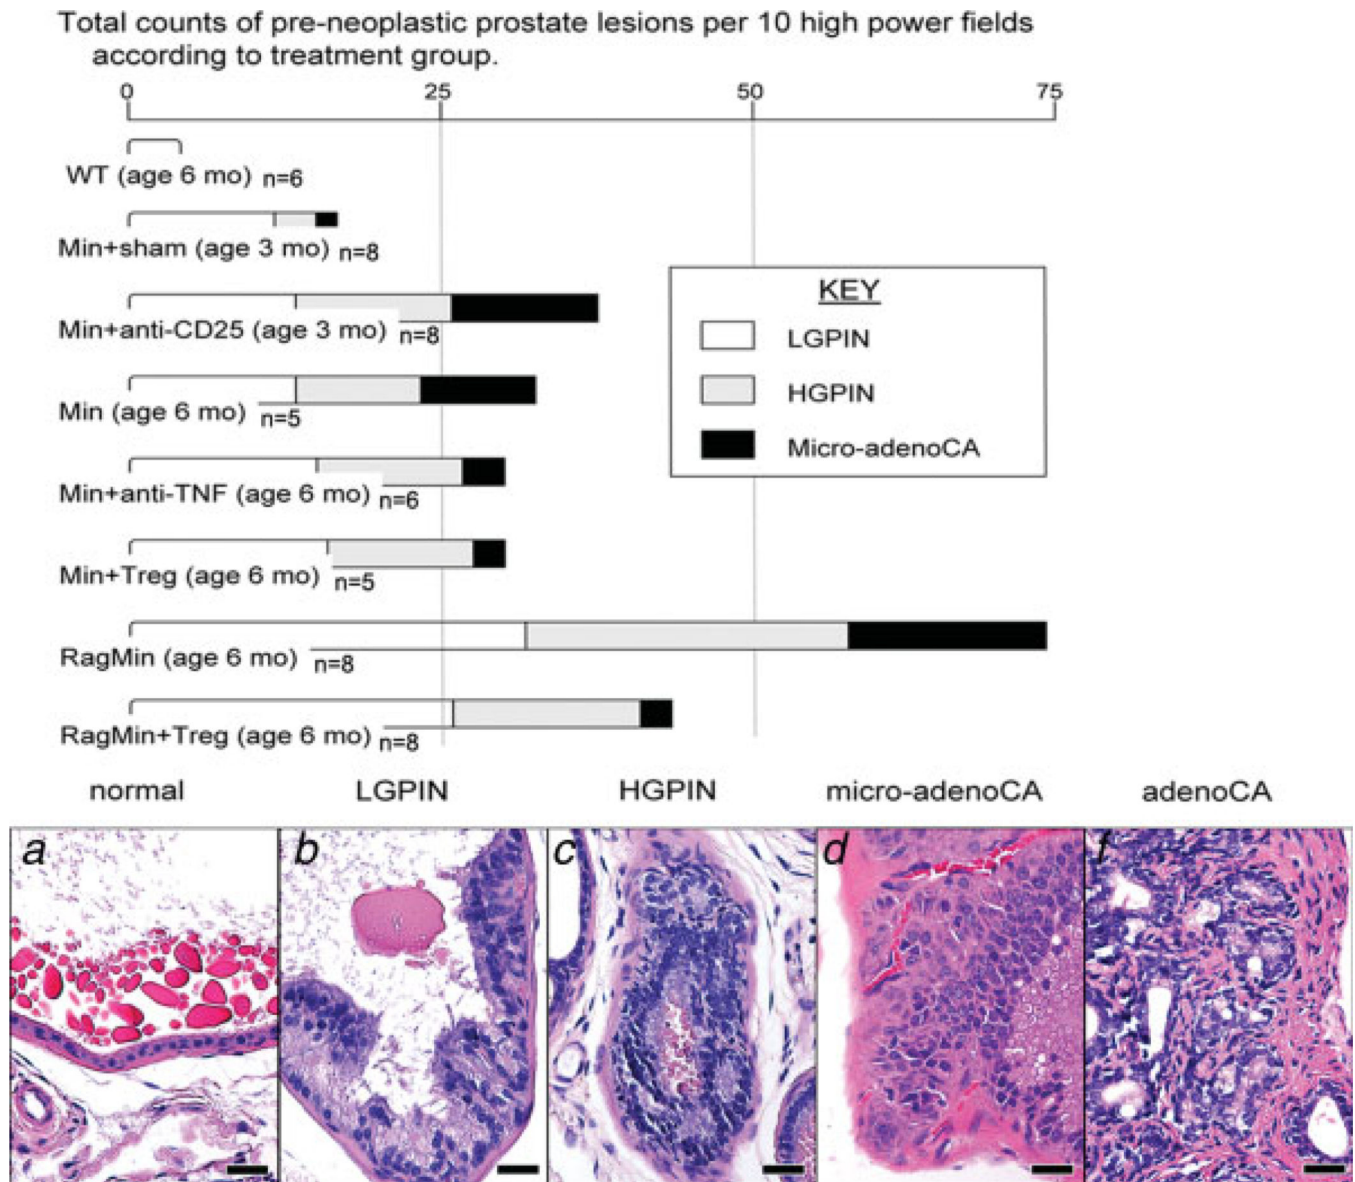 Total counts of pre-neoplastic prostate lesions per 10 high power fields
according to treatment group.
0 25 50 75
WT (age 6 mo) n=6
Min+sham (age 3 mo) n=8
Min+anti-CD25 (age 3 mo) n=8
Min (age 6 mo) n=5
Min+anti-TNF (age 6 mo) n=6
Min+Treg (age 6 mo) n=5
RagMin (age 6 mo) n=8
RagMin+Treg (age 6 mo) n=8
KEY
LGPIN
HGPIN
Micro-adenoCA
normal LGPIN HGPIN micro-adenoCA adenoCA
a b c d f